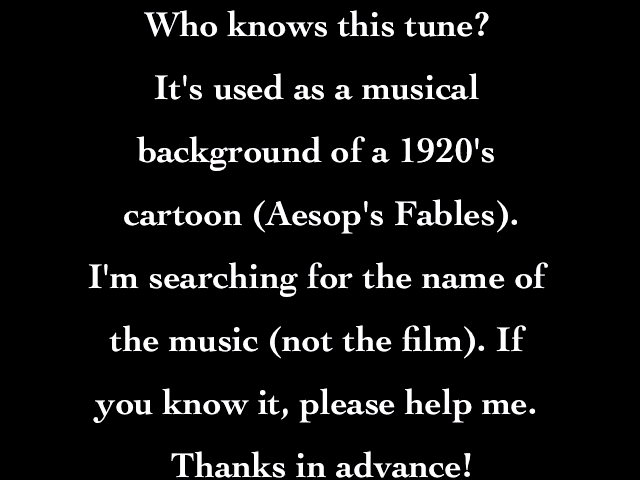 Who knows this tune?
It's used as a musical
background of a 1920's
cartoon (Aesop's Fables).
I'm searching for the name of
the music (not the film). If
you know it, please help me.
Thanks in advance!